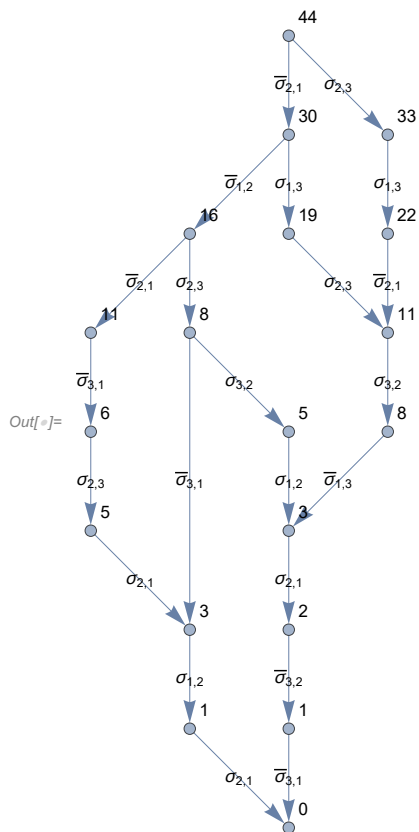 44
σ̅2,1 σ2,3
30 33
σ̅1,2 σ1,3 σ1,3
16 19 22
σ̅2,1 σ2,3 σ2,3 σ̅2,1
11 8 11
σ̅3,1 σ3,2 σ3,2
Out[•]= 6 5 8
σ2,3 σ̅3,1 σ1,2 σ̅1,3
5 3
σ2,1 σ2,1
3 2
σ1,2 σ̅3,2
1 1
σ2,1 σ̅3,1
0